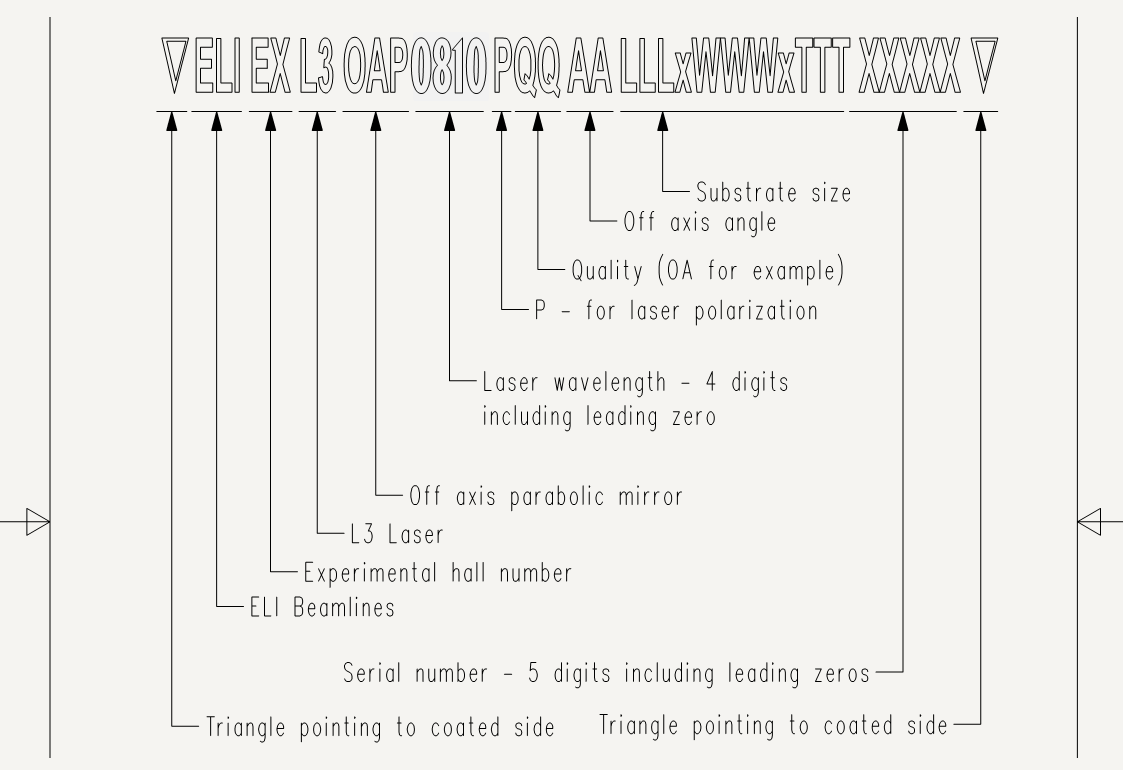 ▽ ELI EX L3 OAP0810 PQQ AA LLLxWWWxTTT XXXXX ▽
Substrate size
Off axis angle
Quality (OA for example)
P - for laser polarization
Laser wavelength - 4 digits
including leading zero
Off axis parabolic mirror
L3 Laser
Experimental hall number
ELI Beamlines
Serial number - 5 digits including leading zeros
Triangle pointing to coated side
Triangle pointing to coated side